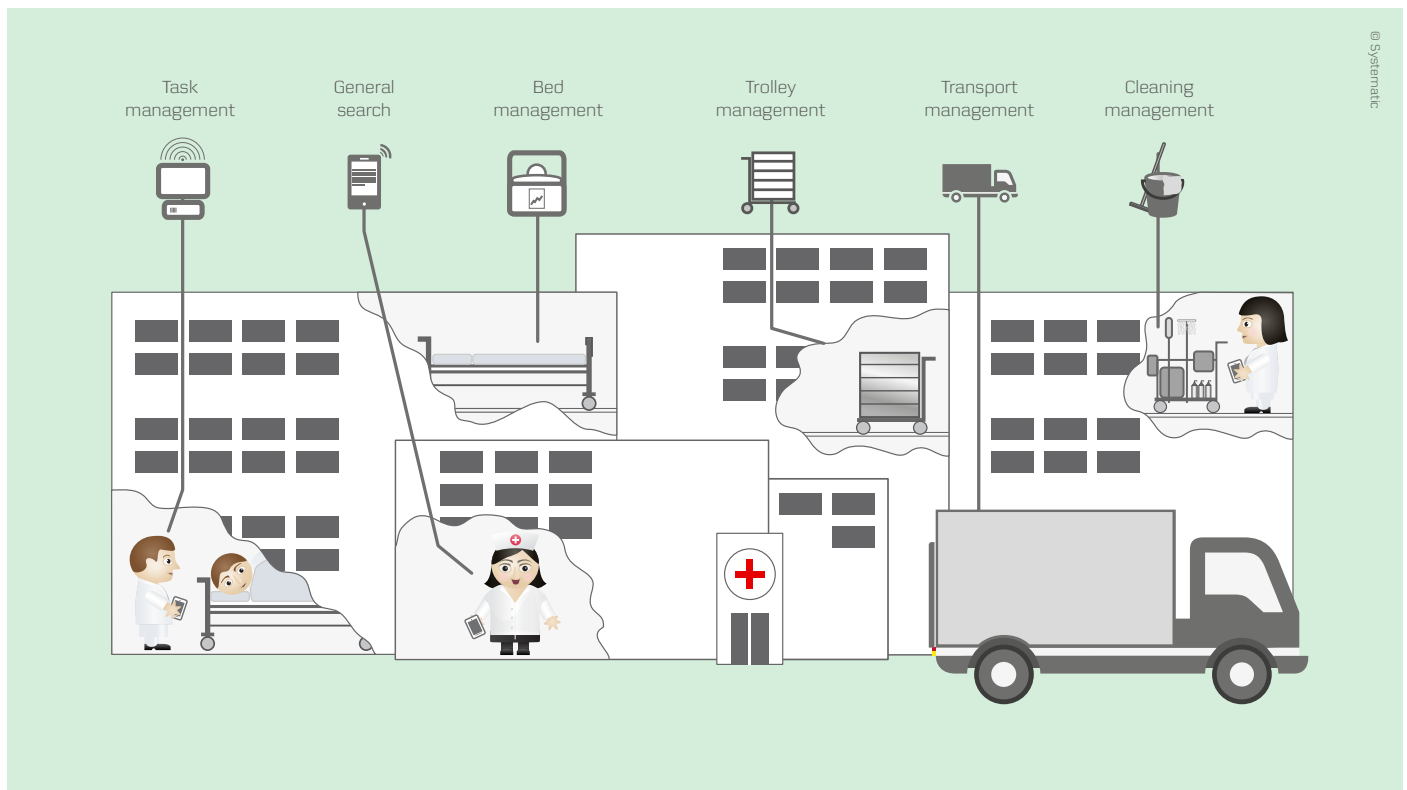 Task
management
General
search
Bed
management
Trolley
management
Transport
management
Cleaning
management
© Systematic